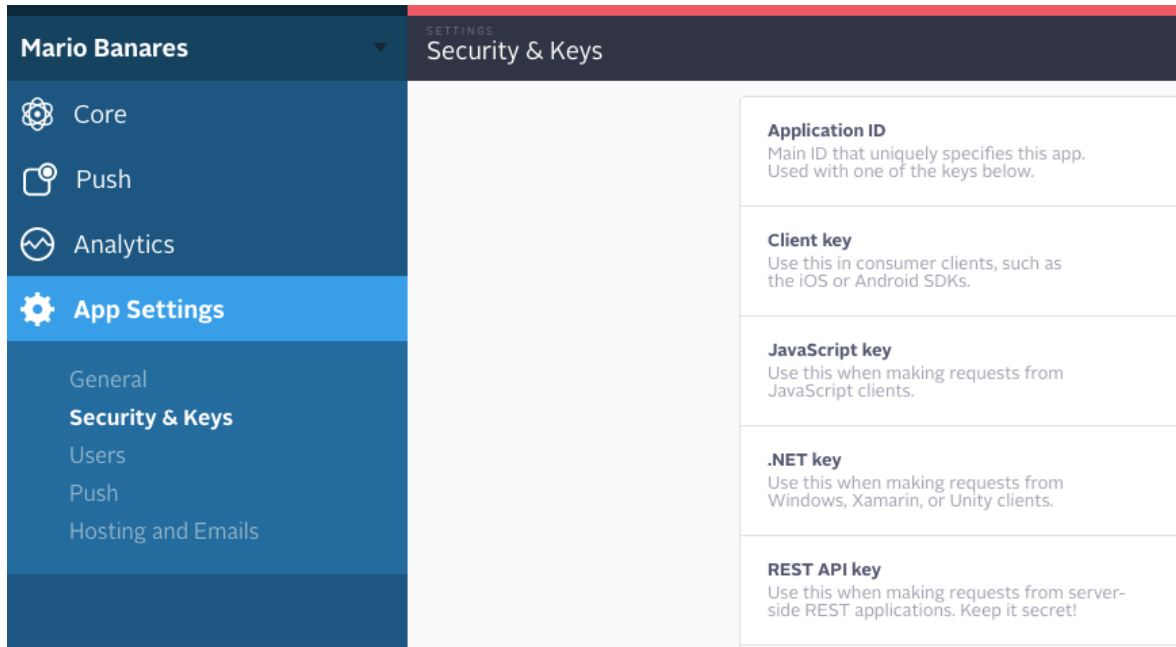 Mario Banares
SETTINGS
Security & Keys
Core
Push
Analytics
App Settings
General
Security & Keys
Users
Push
Hosting and Emails
Application ID
Main ID that uniquely specifies this app.
Used with one of the keys below.
Client key
Use this in consumer clients, such as
the iOS or Android SDKs.
JavaScript key
Use this when making requests from
JavaScript clients.
.NET key
Use this when making requests from
Windows, Xamarin, or Unity clients.
REST API key
Use this when making requests from server-
side REST applications. Keep it secret!